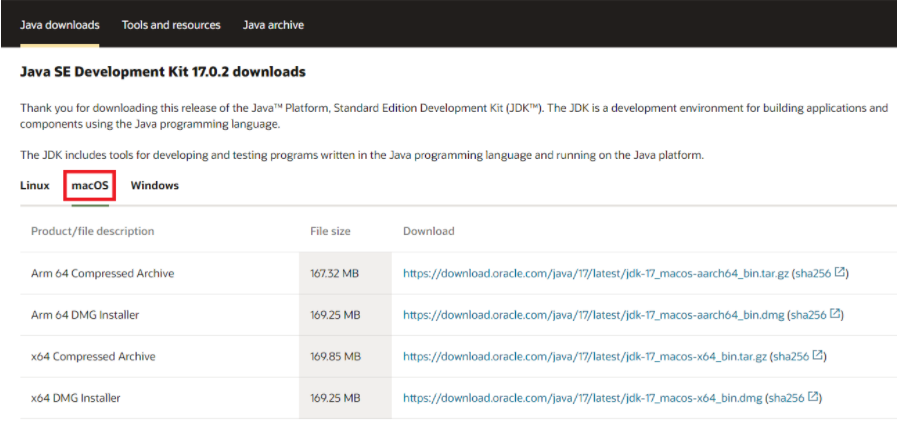 Java downloads Tools and resources Java archive
Java SE Development Kit 17.0.2 downloads
Thank you for downloading this release of the Java™ Platform, Standard Edition Development Kit (JDK™). The JDK is a development environment for building applications and
components using the Java programming language.
The JDK includes tools for developing and testing programs written in the Java programming language and running on the Java platform.
Linux macOS Windows
Product/file description File size Download
Arm 64 Compressed Archive 167.32 MB https://download.oracle.com/java/17/latest/jdk-17_macos-aarch64_bin.tar.gz (sha256)
Arm 64 DMG Installer 169.25 MB https://download.oracle.com/java/17/latest/jdk-17_macos-aarch64_bin.dmg (sha256)
x64 Compressed Archive 169.85 MB https://download.oracle.com/java/17/latest/jdk-17_macos-x64_bin.tar.gz (sha256)
x64 DMG Installer 169.25 MB https://download.oracle.com/java/17/latest/jdk-17_macos-x64_bin.dmg (sha256)